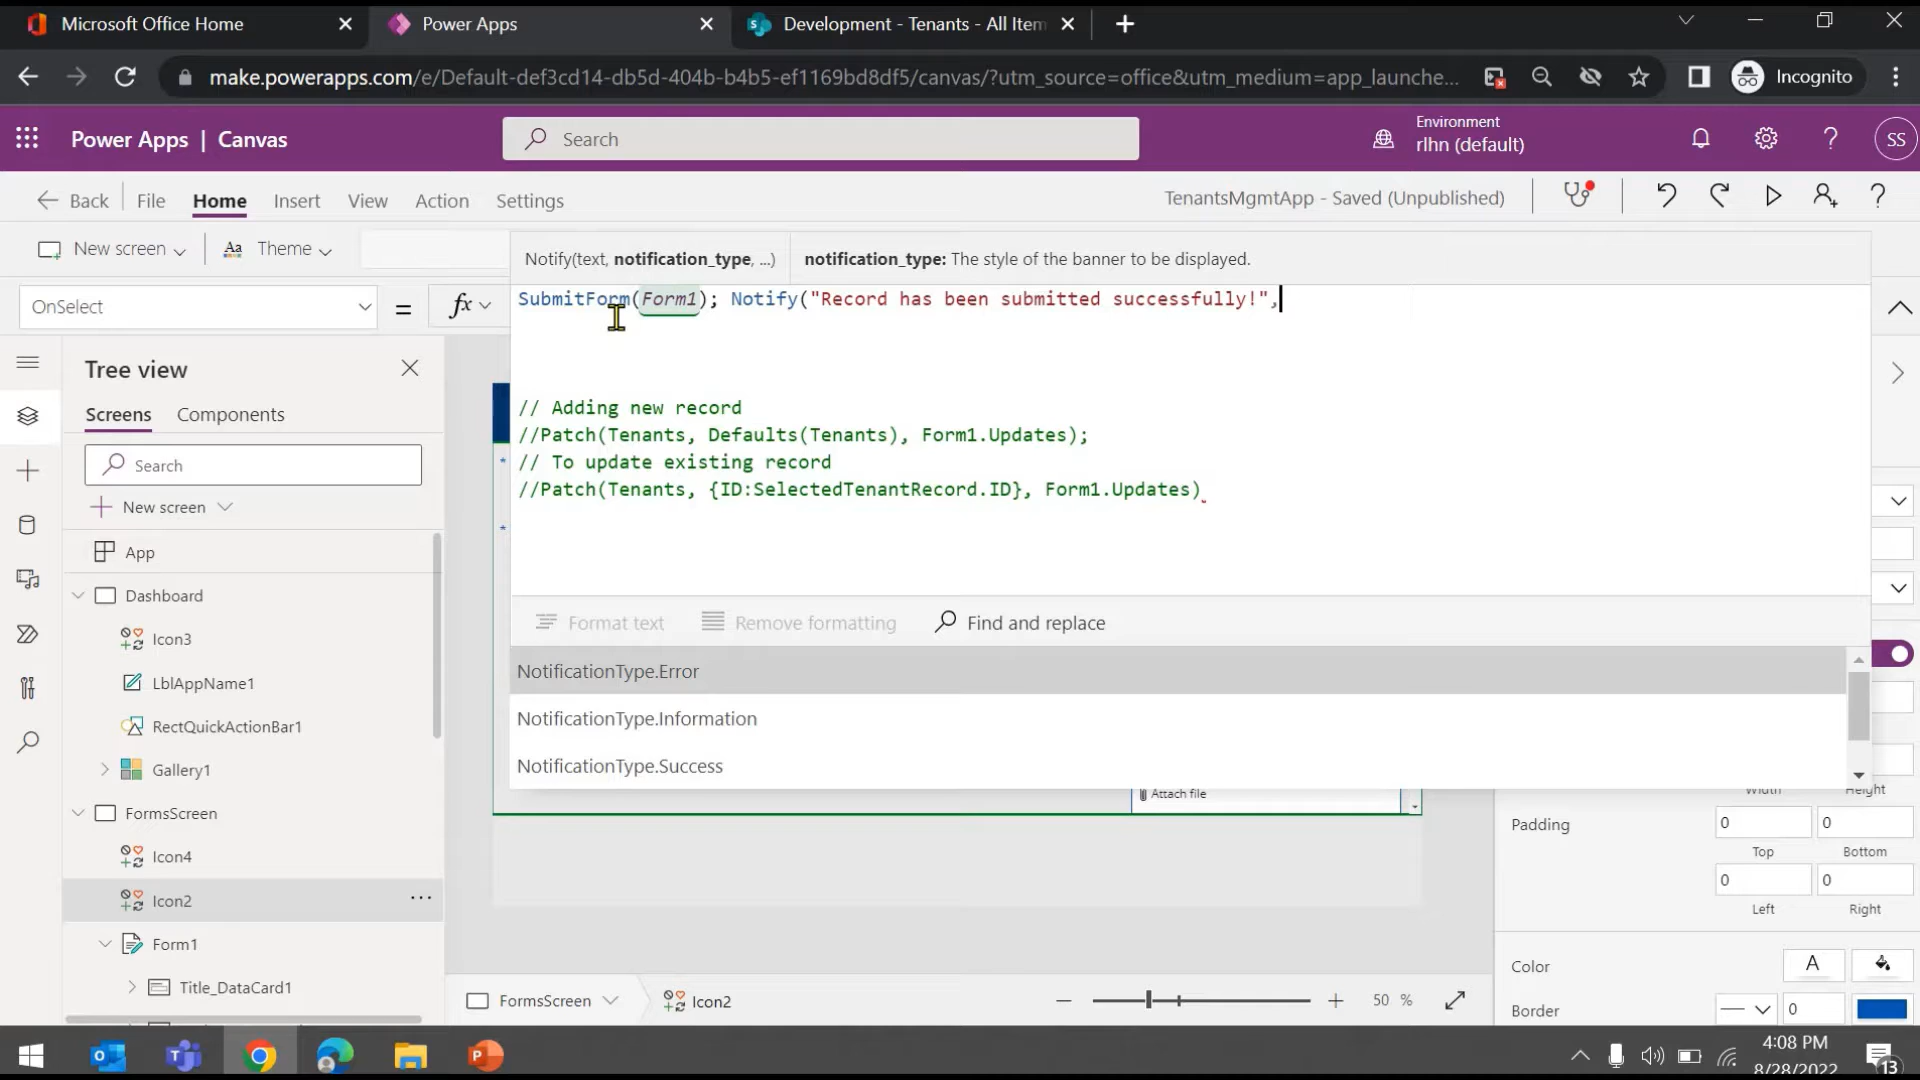 Microsoft Office Home
Power Apps
Development - Tenants - All Item
make.powerapps.com/e/Default-def3cd14-db5d-404b-b4b5-ef1169bd8df5/canvas/?utm_source=office&utm_medium=app_launche...
Incognito
Power Apps | Canvas
Search
Environment
rlhn (default)
SS
Back
File
Home
Insert
View
Action
Settings
TenantsMgmtApp - Saved (Unpublished)
New screen
Aa Theme
Notify(text, notification_type, ...)
notification_type: The style of the banner to be displayed.
OnSelect
=
fx
SubmitForm(Form1); Notify("Record has been submitted successfully!",
// Adding new record
//Patch(Tenants, Defaults(Tenants), Form1.Updates);
// To update existing record
//Patch(Tenants, {ID:SelectedTenantRecord.ID}, Form1.Updates)
Format text
Remove formatting
Find and replace
NotificationType.Error
NotificationType.Information
NotificationType.Success
Attach file
Tree view
Screens
Components
Search
New screen
App
Dashboard
Icon3
LblAppName1
RectQuickActionBar1
Gallery1
FormsScreen
Icon4
Icon2
Form1
Title_DataCard1
Width
Height
Padding
0
0
Top
Bottom
0
0
Left
Right
Color
A
Border
0
FormsScreen
Icon2
50 %
4:08 PM
8/28/2022
13